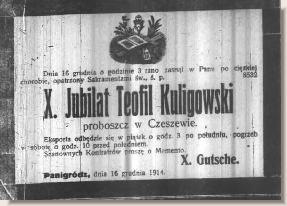 Dnia 16 grudnia o godzinie 3 rano zasnął w Panu po ciężkiej
chorobie, opatrzony Sakramentami św., ś. p. 8532
X. Jubilat Teofil Kuligowski
proboszcz w Czeszewie.
Eksporta odbędzie się w piątek o godz. 3 po południu, pogrzeb
w sobotę o godz. 10 przed południem.
Szanownych Konfratrów proszę o Memento.
X. Gutsche.
Panigródz, dnia 16 grudnia 1914.